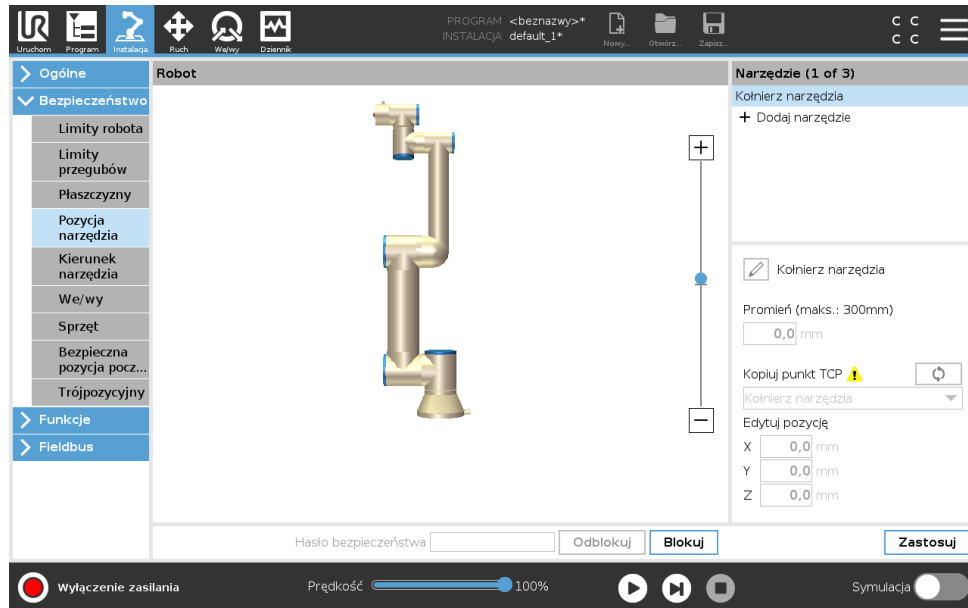 PROGRAM <beznazwy>*
INSTALACJA default_1*
Uruchom Program Instalacja Ruch We/wy Dziennik
Nowy... Otwórz... Zapisz...
C C
C C
Ogólne
Bezpieczeństwo
Limity robota
Limity
przegubów
Płaszczyzny
Pozycja
narzędzia
Kierunek
narzędzia
We/wy
Sprzęt
Bezpieczna
pozycja pocz...
Trójpozycyjny
Funkcje
Fieldbus
Robot
Hasło bezpieczeństwa Odblokuj Blokuj
Narzędzie (1 of 3)
Kołnierz narzędzia
+ Dodaj narzędzie
Kołnierz narzędzia
Promień (maks.: 300mm)
0,0 mm
Kopiuj punkt TCP
Kołnierz narzędzia
Edytuj pozycję
X 0,0 mm
Y 0,0 mm
Z 0,0 mm
Zastosuj
Wyłączenie zasilania Prędkość 100% Symulacja